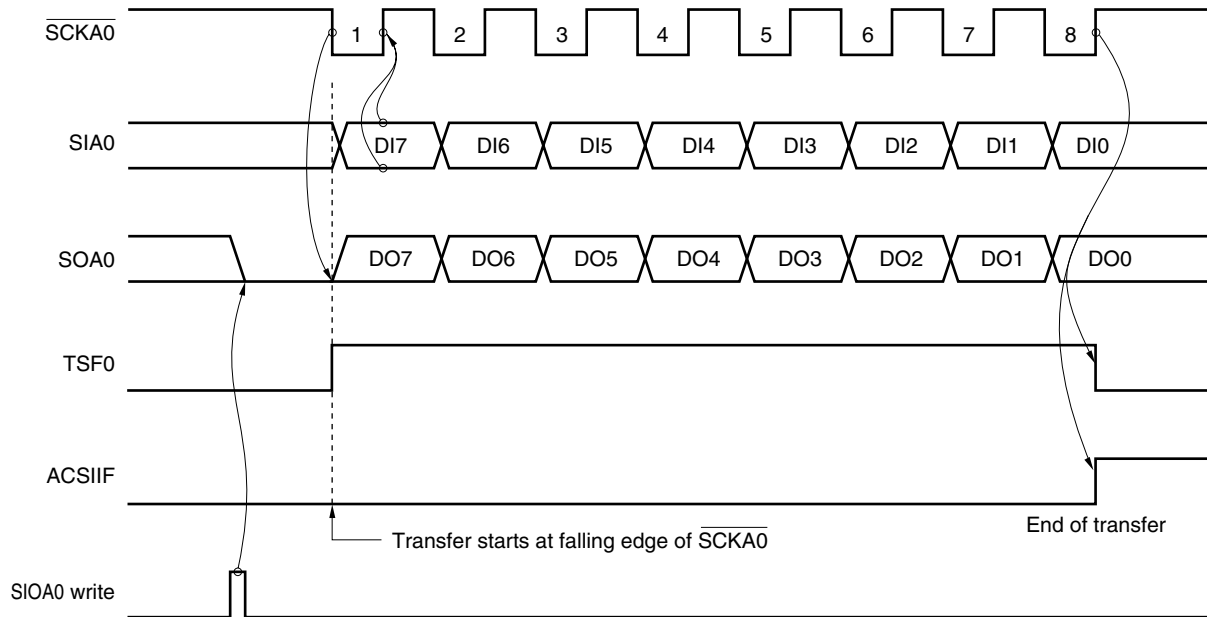 SCKA0 1 2 3 4 5 6 7 8
SIA0 DI7 DI6 DI5 DI4 DI3 DI2 DI1 DI0
SOA0 DO7 DO6 DO5 DO4 DO3 DO2 DO1 DO0
TSF0
ACSIIF
End of transfer
Transfer starts at falling edge of SCKA0
SIOA0 write